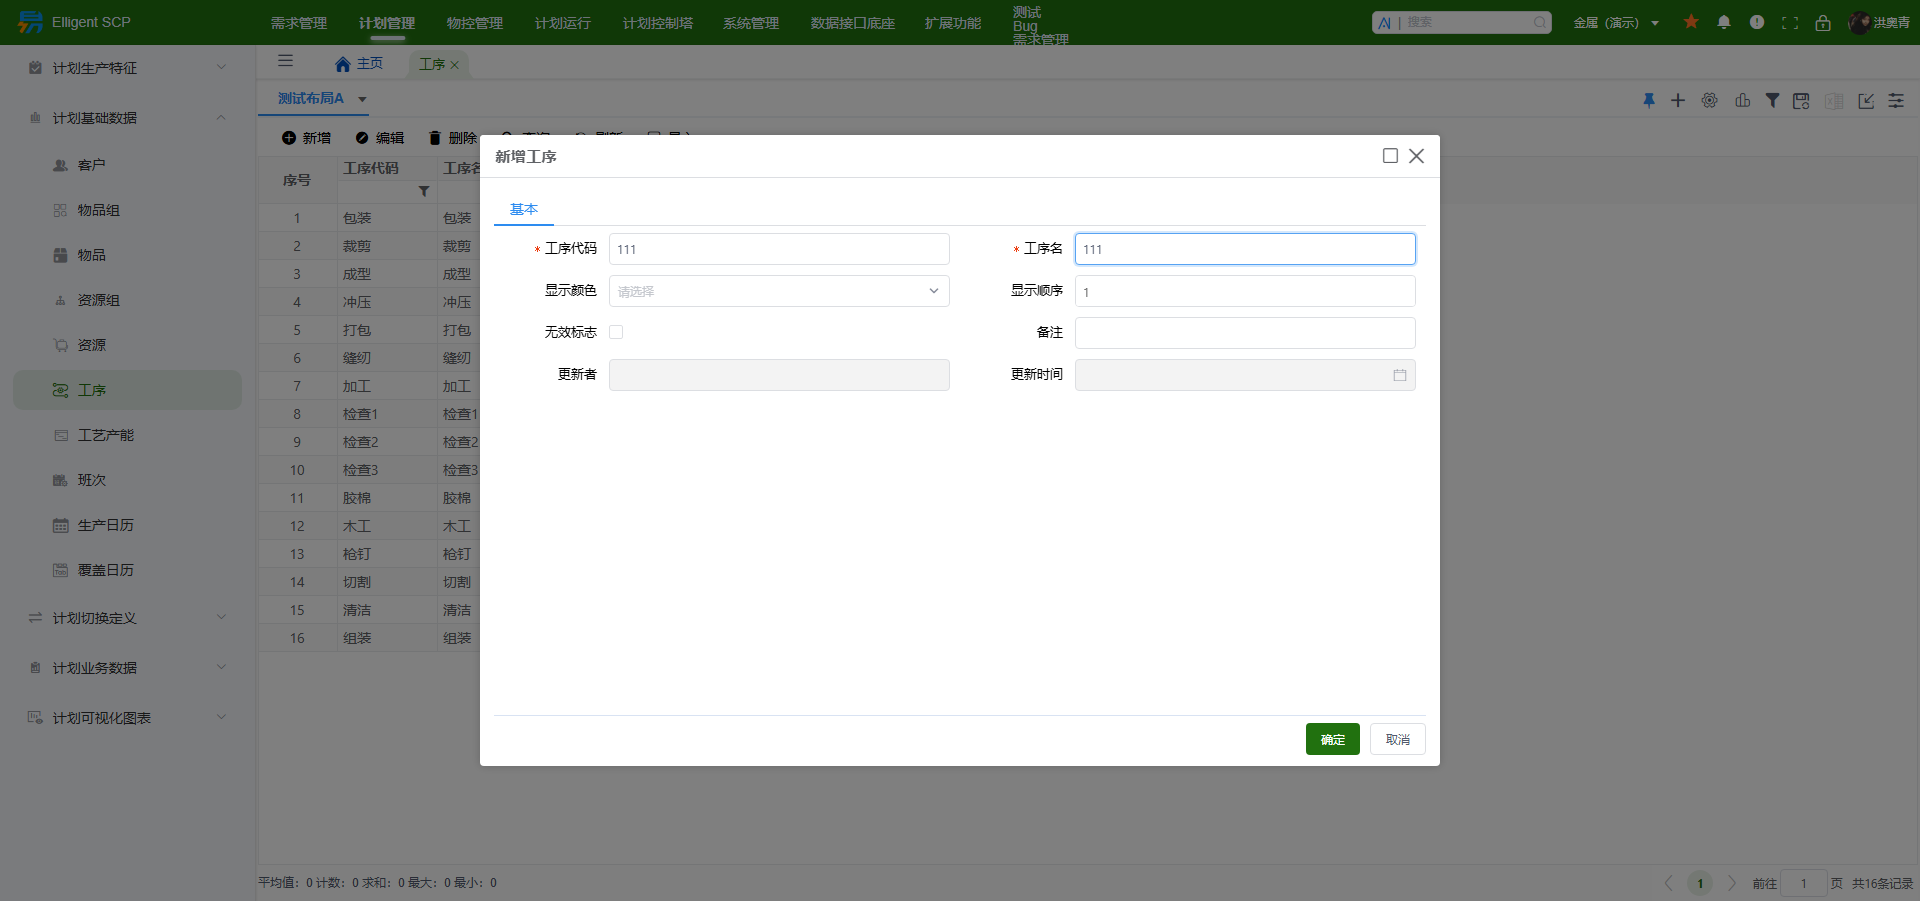 Elligent SCP
需求管理 计划管理 物控管理 计划运行 计划控制塔 系统管理 数据接口底座 扩展功能
测试
Bug
需求管理
AI | 搜索
金属（演示）
洪奥青
计划生产特征
计划基础数据
客户
物品组
物品
资源组
资源
工序
工艺产能
班次
生产日历
覆盖日历
计划切换定义
计划业务数据
计划可视化图表
主页 工序
测试布局A
新增 编辑 删除
序号 工序代码 工序名
1 包装 包装
2 裁剪 裁剪
3 成型 成型
4 冲压 冲压
5 打包 打包
6 缝纫 缝纫
7 加工 加工
8 检查1 检查1
9 检查2 检查2
10 检查3 检查3
11 胶棉 胶棉
12 木工 木工
13 枪钉 枪钉
14 切割 切割
15 清洁 清洁
16 组装 组装
新增工序
基本
* 工序代码 111
* 工序名 111
显示颜色 请选择
显示顺序 1
无效标志
备注
更新者
更新时间
确定 取消
平均值：0 计数：0 求和：0 最大：0 最小：0
1 前往 1 页 共16条记录